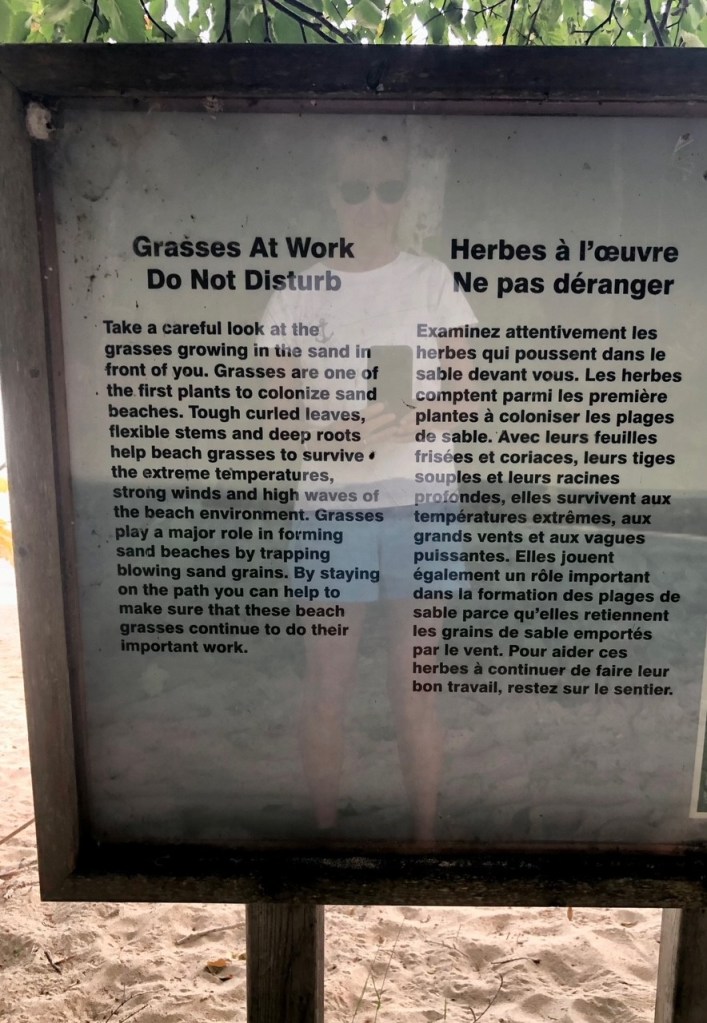 Grasses At Work
Do Not Disturb
Take a careful look at the
grasses growing in the sand in
front of you. Grasses are one of
the first plants to colonize sand
beaches. Tough curled leaves,
flexible stems and deep roots
help beach grasses to survive
the extreme temperatures,
strong winds and high waves of
the beach environment. Grasses
play a major role in forming
sand beaches by trapping
blowing sand grains. By staying
on the path you can help to
make sure that these beach
grasses continue to do their
important work.
Herbes à l'œuvre
Ne pas déranger
Examinez attentivement les
herbes qui poussent dans le
sable devant vous. Les herbes
comptent parmi les première
plantes à coloniser les plages
de sable. Avec leurs feuilles
frisées et coriaces, leurs tiges
souples et leurs racines
profondes, elles survivent aux
températures extrêmes, aux
grands vents et aux vagues
puissantes. Elles jouent
également un rôle important
dans la formation des plages de
sable parce qu'elles retiennent
les grains de sable emportés
par le vent. Pour aider ces
herbes à continuer de faire leur
bon travail, restez sur le sentier.